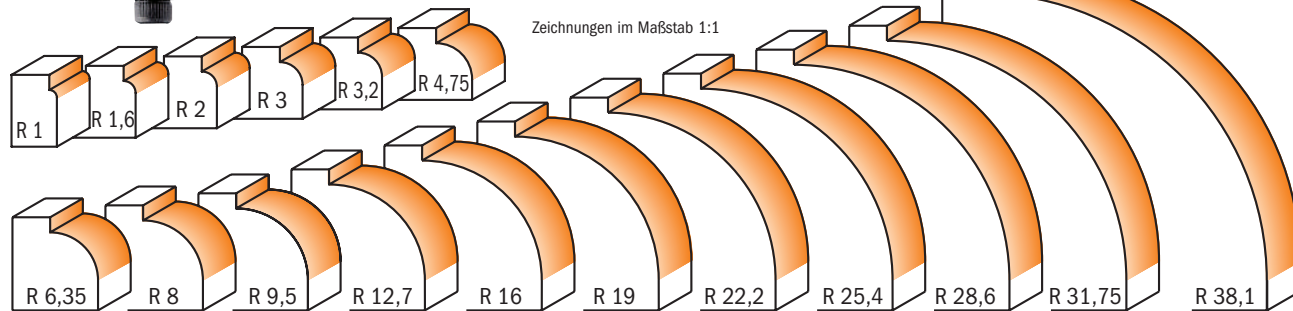 Zeichnungen im Maßstab 1:1
R 1
R 1,6
R 2
R 3
R 3,2
R 4,75
R 6,35
R 8
R 9,5
R 12,7
R 16
R 19
R 22,2
R 25,4
R 28,6
R 31,75
R 38,1